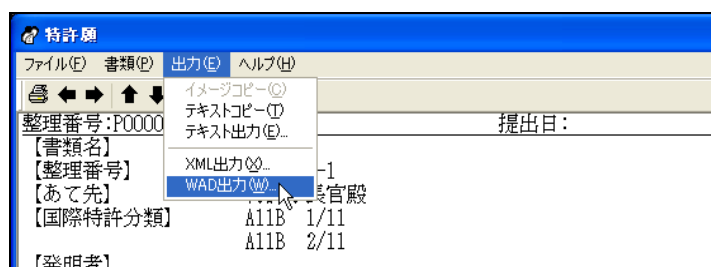 特許願
ファイル(F) 書類(P) 出力(E) ヘルプ(H)
イメージコピー(C)
テキストコピー(T)
テキスト出力(E)...
XML出力(X)...
WAD出力(W)...
整理番号:P0000 提出日:
【書類名】
【整理番号】 -1
【あて先】 長官殿
【国際特許分類】 A11B 1/11
A11B 2/11
【発明者】